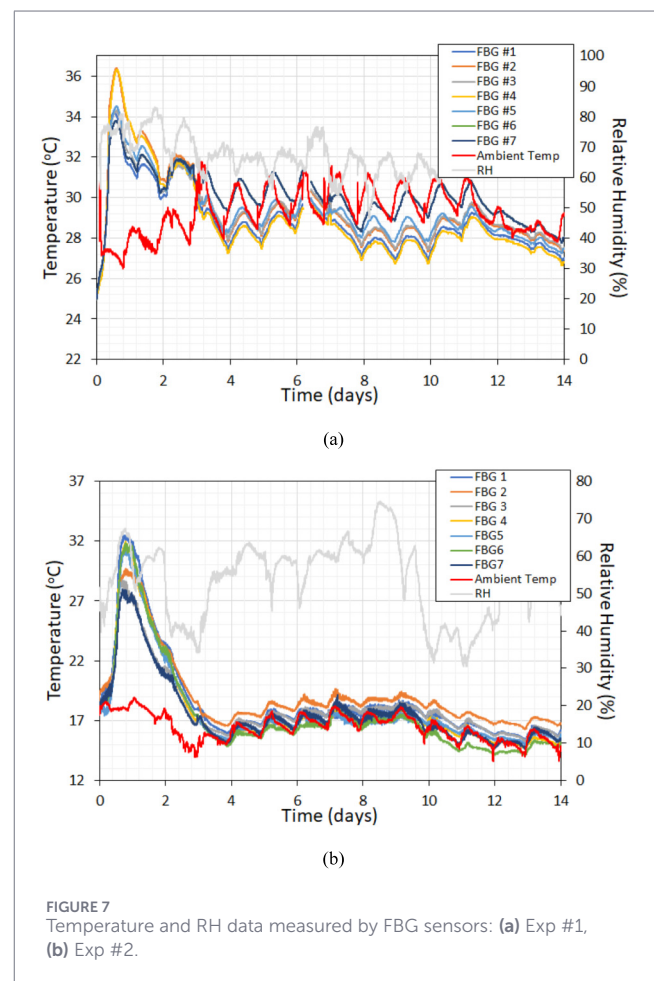 FBG #1
FBG #2
FBG #3
FBG #4
FBG #5
FBG #6
FBG #7
Ambient Temp
RH
36
34
32
30
28
26
24
22
100
90
80
70
60
50
40
30
20
10
0
0
2
4
6
8
10
12
14
Temperature (°C)
Relative Humidity (%)
Time (days)
(a)
FBG 1
FBG 2
FBG 3
FBG 4
FBG5
FBG6
FBG7
Ambient Temp
RH
37
32
27
22
17
12
80
70
60
50
40
30
20
10
0
0
2
4
6
8
10
12
14
Temperature (°C)
Relative Humidity (%)
Time (days)
(b)
FIGURE 7
Temperature and RH data measured by FBG sensors: (a) Exp #1,
(b) Exp #2.